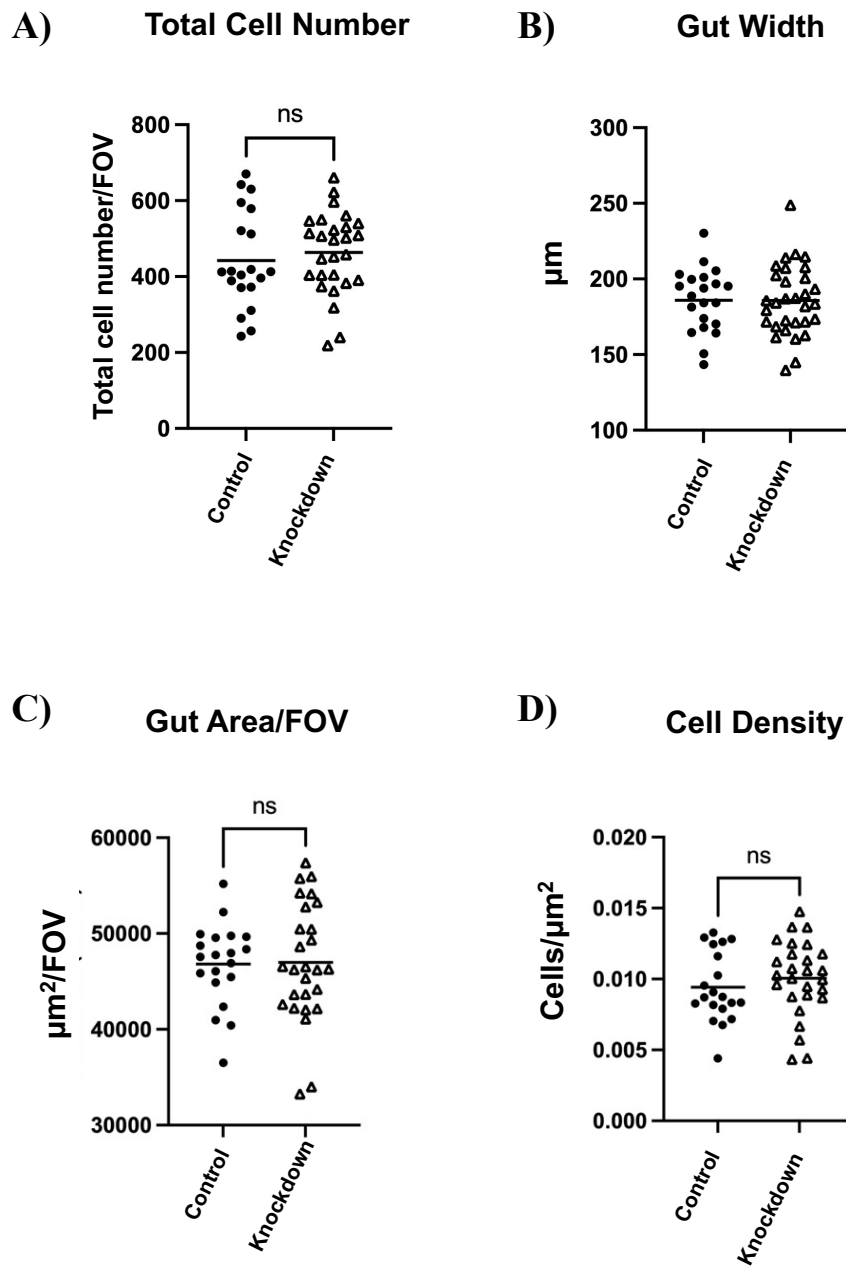 A) Total Cell Number
ns
Total cell number/FOV
800
600
400
200
0
Control
Knockdown
B) Gut Width
µm
300
250
200
150
100
Control
Knockdown
C) Gut Area/FOV
ns
µm²/FOV
60000
50000
40000
30000
Control
Knockdown
D) Cell Density
ns
Cells/µm²
0.020
0.015
0.010
0.005
0.000
Control
Knockdown